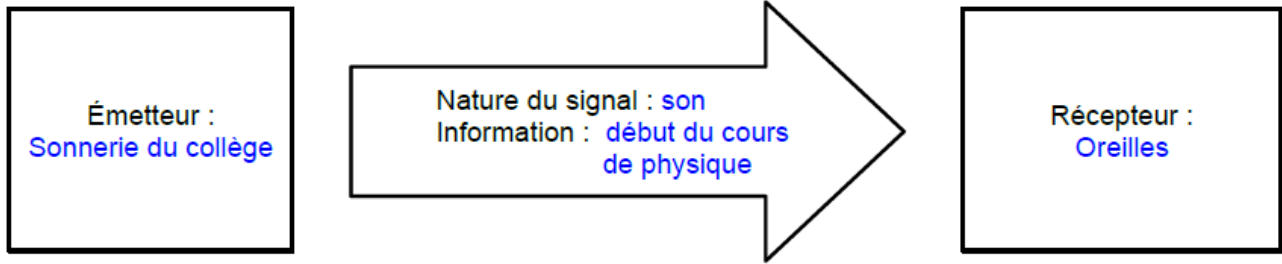 Émetteur :
Sonnerie du collège
Nature du signal : son
Information : début du cours
de physique
Récepteur :
Oreilles